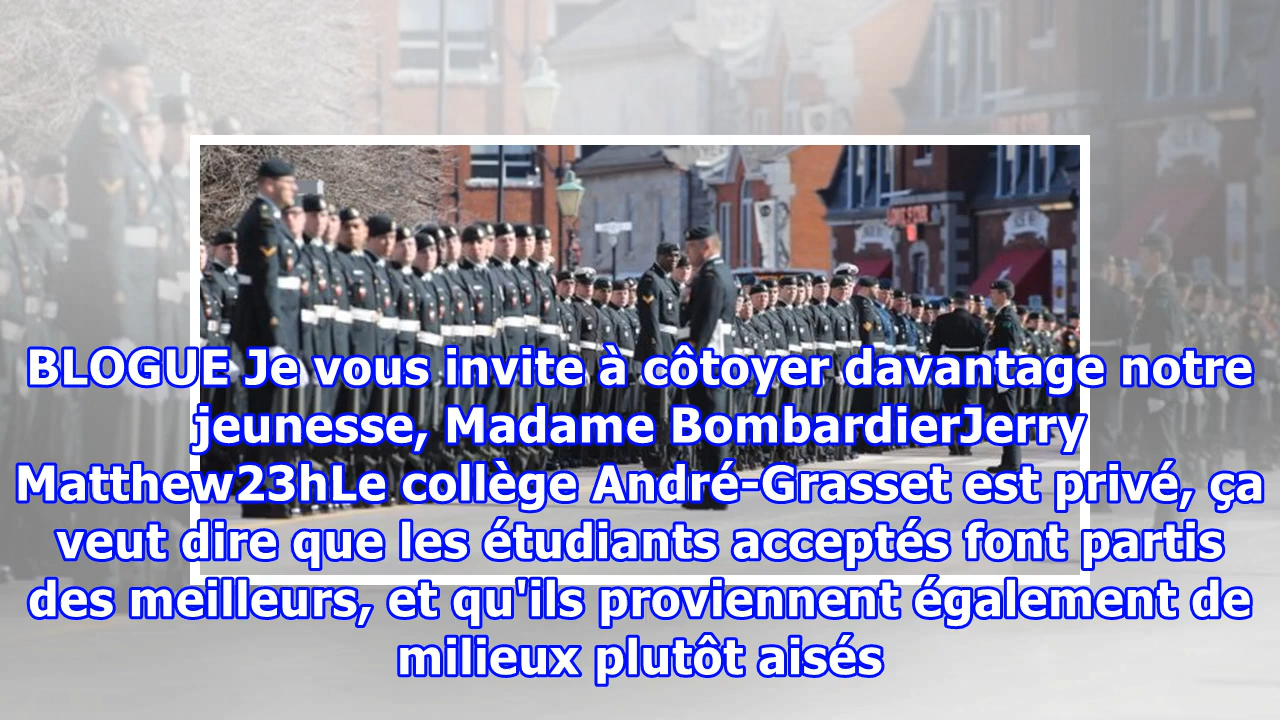 BLOGUE Je vous invite à côtoyer davantage notre
jeunesse, Madame BombardierJerry
Matthew23hLe collège André-Grasset est privé, ça
veut dire que les étudiants acceptés font partis
des meilleurs, et qu'ils proviennent également de
milieux plutôt aisés